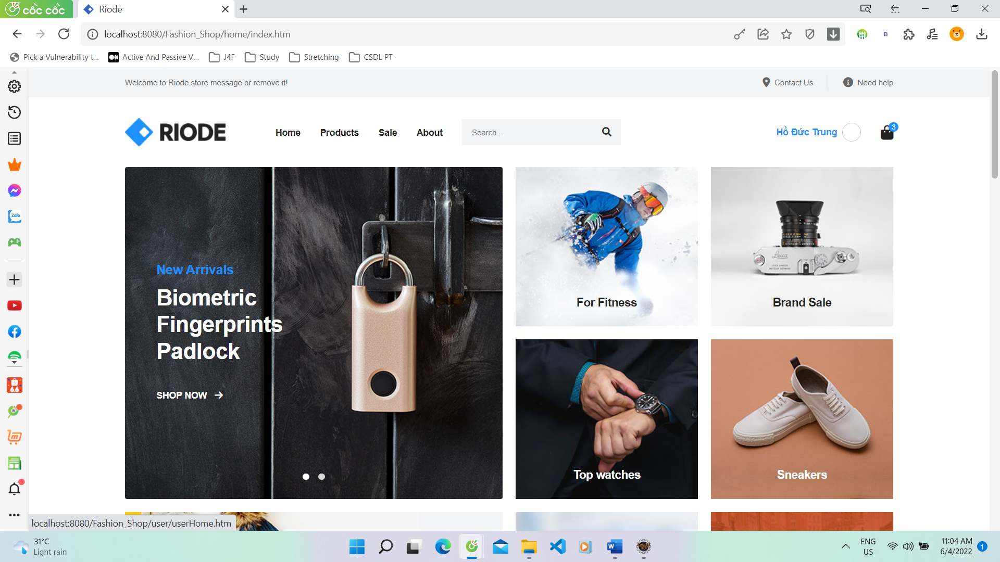 cốc cốc
Riode
localhost:8080/Fashion_Shop/home/index.htm
B
Pick a Vulnerability t...
Active And Passive V...
J4F
Study
Stretching
CSDL PT
Welcome to Riode store message or remove it!
Contact Us
Need help
RIODE
Home
Products
Sale
About
Search...
Hồ Đức Trung
3
Zalo
New Arrivals
Biometric
Fingerprints
Padlock
SHOP NOW
For Fitness
Leica
Brand Sale
Top watches
Sneakers
localhost:8080/Fashion_Shop/user/userHome.htm
31°C
Light rain
W
ENG
US
11:04 AM
6/4/2022
1